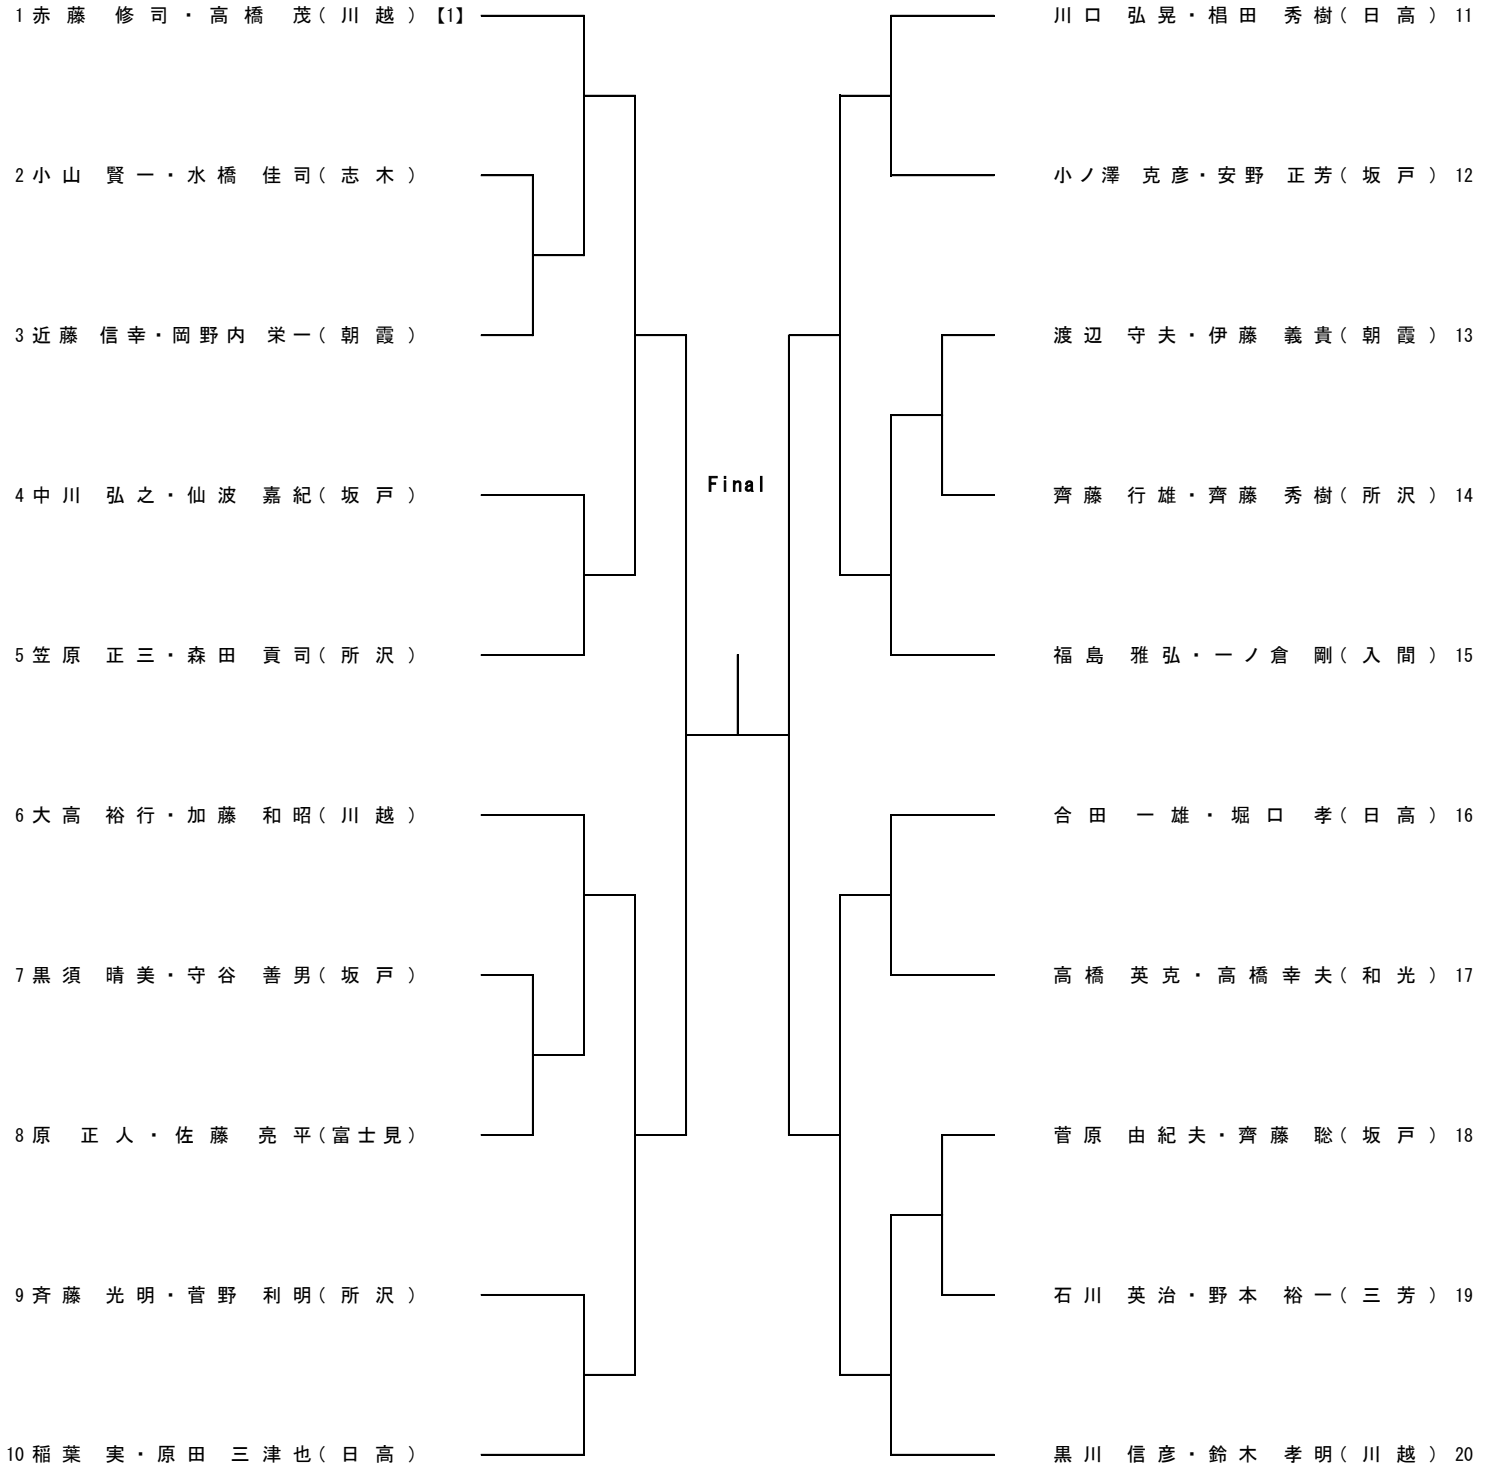 1 赤藤 修司・高橋 茂(川越)【1】
2 小山 賢一・水橋 佳司(志木)
3 近藤 信幸・岡野内 栄一(朝霞)
4 中川 弘之・仙波 嘉紀(坂戸)
5 笠原 正三・森田 貢司(所沢)
6 大高 裕行・加藤 和昭(川越)
7 黒須 晴美・守谷 善男(坂戸)
8 原 正人・佐藤 亮平(富士見)
9 斉藤 光明・菅野 利明(所沢)
10 稲葉 実・原田 三津也(日高)
Final
川口 弘晃・椙田 秀樹(日高) 11
小ノ澤 克彦・安野 正芳(坂戸) 12
渡辺 守夫・伊藤 義貴(朝霞) 13
齊藤 行雄・齊藤 秀樹(所沢) 14
福島 雅弘・一ノ倉 剛(入間) 15
合田 一雄・堀口 孝(日高) 16
高橋 英克・高橋幸夫(和光) 17
菅原 由紀夫・齊藤 聡(坂戸) 18
石川 英治・野本 裕一(三芳) 19
黒川 信彦・鈴木 孝明(川越) 20